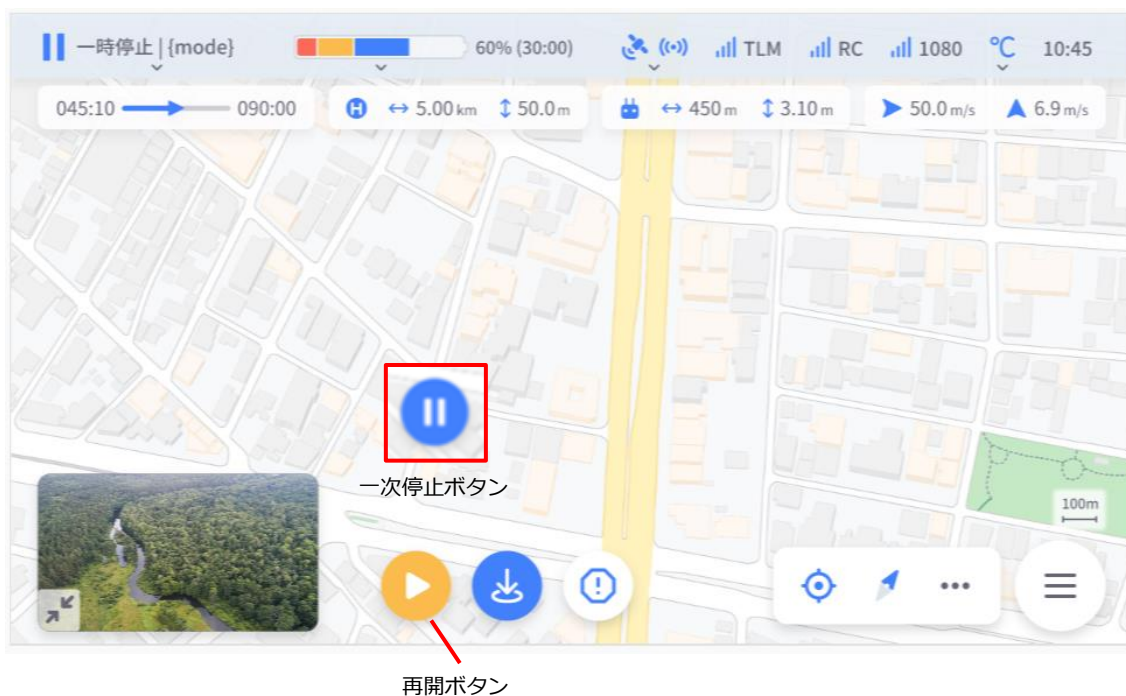 一時停止 | {mode}
60% (30:00)
TLM
RC
1080
℃
10:45
045:10
090:00
H
5.00 km
50.0 m
450 m
3.10 m
50.0 m/s
6.9 m/s
一次停止ボタン
100m
再開ボタン